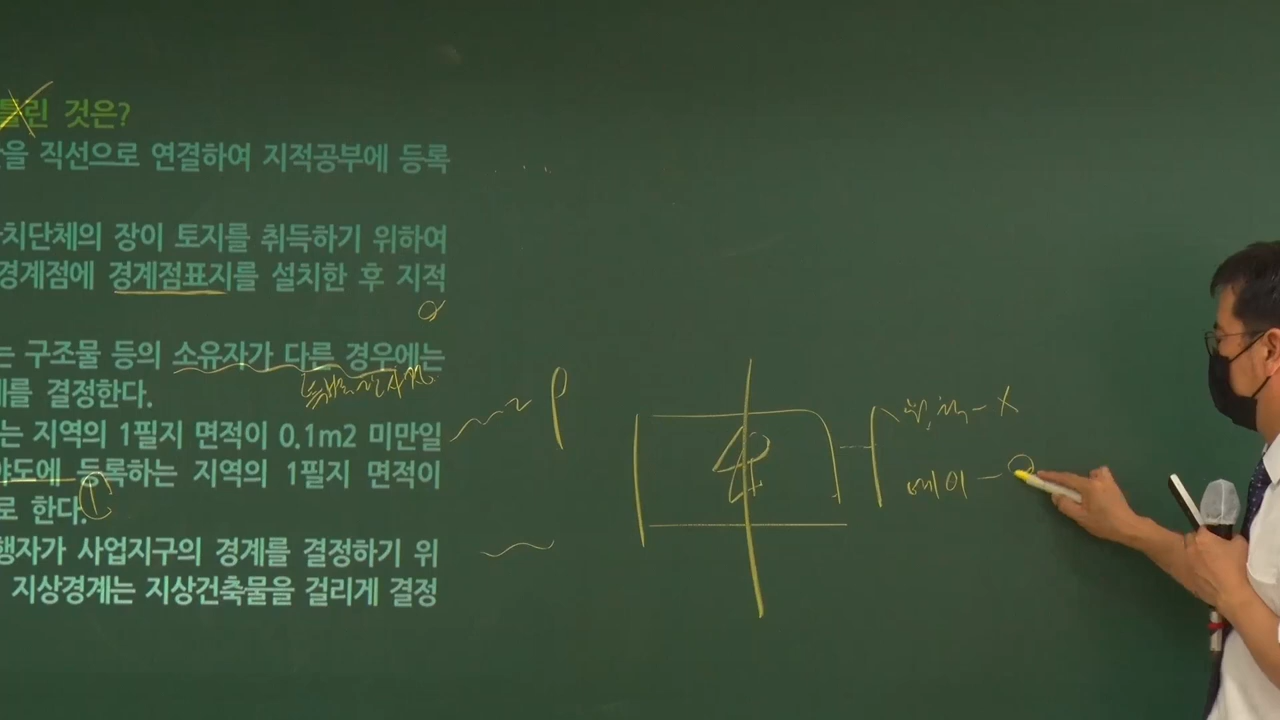 틀린 것은?
을 직선으로 연결하여 지적공부에 등록
치단체의 장이 토지를 취득하기 위하여
경계점에 경계점표지를 설치한 후 지적
는 구조물 등의 소유자가 다른 경우에는
를 결정한다.
는 지역의 1필지 면적이 0.1m2 미만일
야도에 등록하는 지역의 1필지 면적이
로 한다.
1
행자가 사업지구의 경계를 결정하기 위
지상경계는 지상건축물을 걸리게 결정
P
X
예외 - O